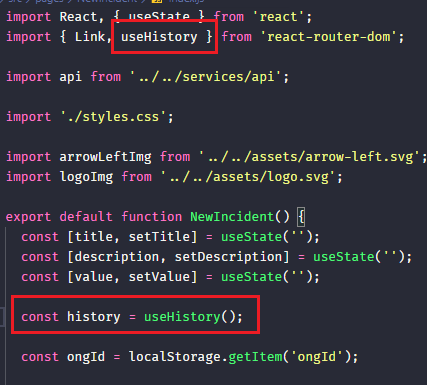 import React, { useState } from 'react';
import { Link, useHistory } from 'react-router-dom';
import api from '../../services/api';
import './styles.css';
import arrowLeftImg from '../../assets/arrow-left.svg';
import logoImg from '../../assets/logo.svg';
export default function NewIncident() {
const [title, setTitle] = useState('');
const [description, setDescription] = useState('');
const [value, setValue] = useState('');
const history = useHistory();
const ongId = localStorage.getItem('ongId');